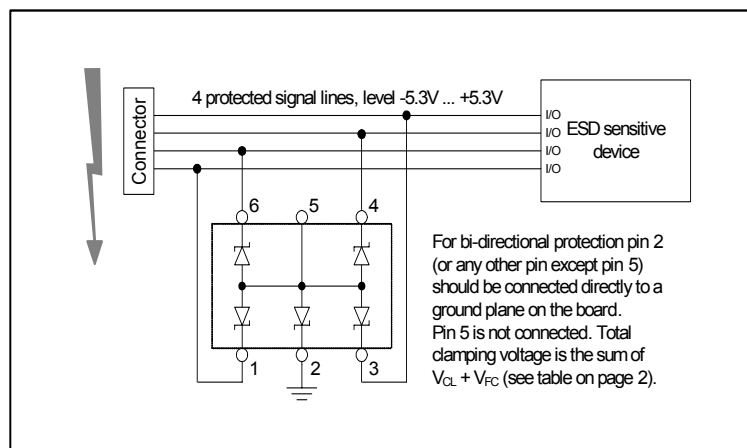 4 protected signal lines, level -5.3V ... +5.3V
Connector
I/O
I/O
I/O
I/O
ESD sensitive
device
6
5
4
1
2
3
For bi-directional protection pin 2
(or any other pin except pin 5)
should be connected directly to a
ground plane on the board.
Pin 5 is not connected. Total
clamping voltage is the sum of
VCL + VFC (see table on page 2).